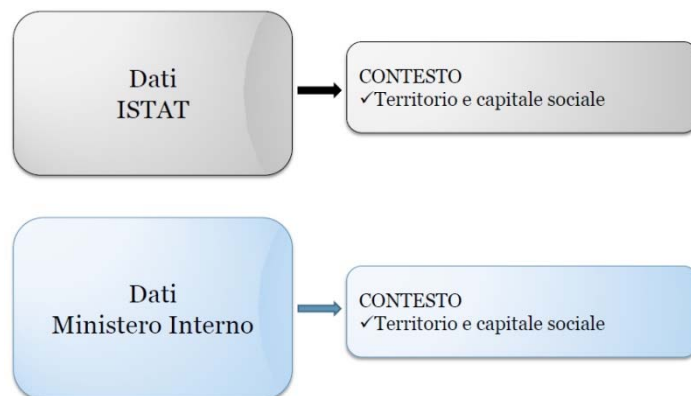 Dati
ISTAT
CONTESTO
✓Territorio e capitale sociale
Dati
Ministero Interno
CONTESTO
✓Territorio e capitale sociale